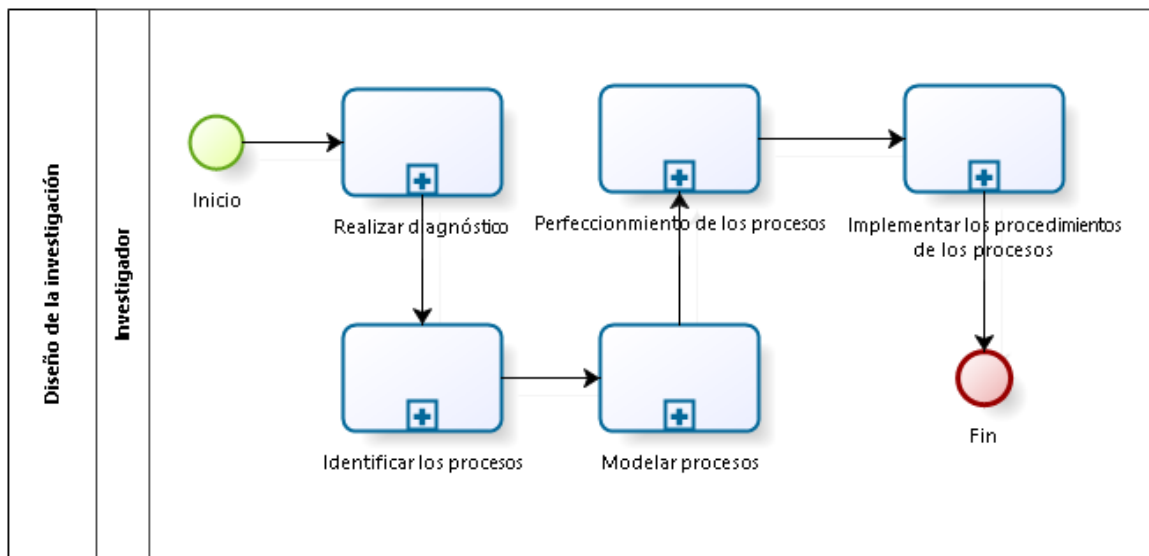 Diseño de la investigación
Investigador
Inicio
Realizar diagnóstico
Perfeccionmiento de los procesos
Implementar los procedimientos
de los procesos
Identificar los procesos
Modelar procesos
Fin